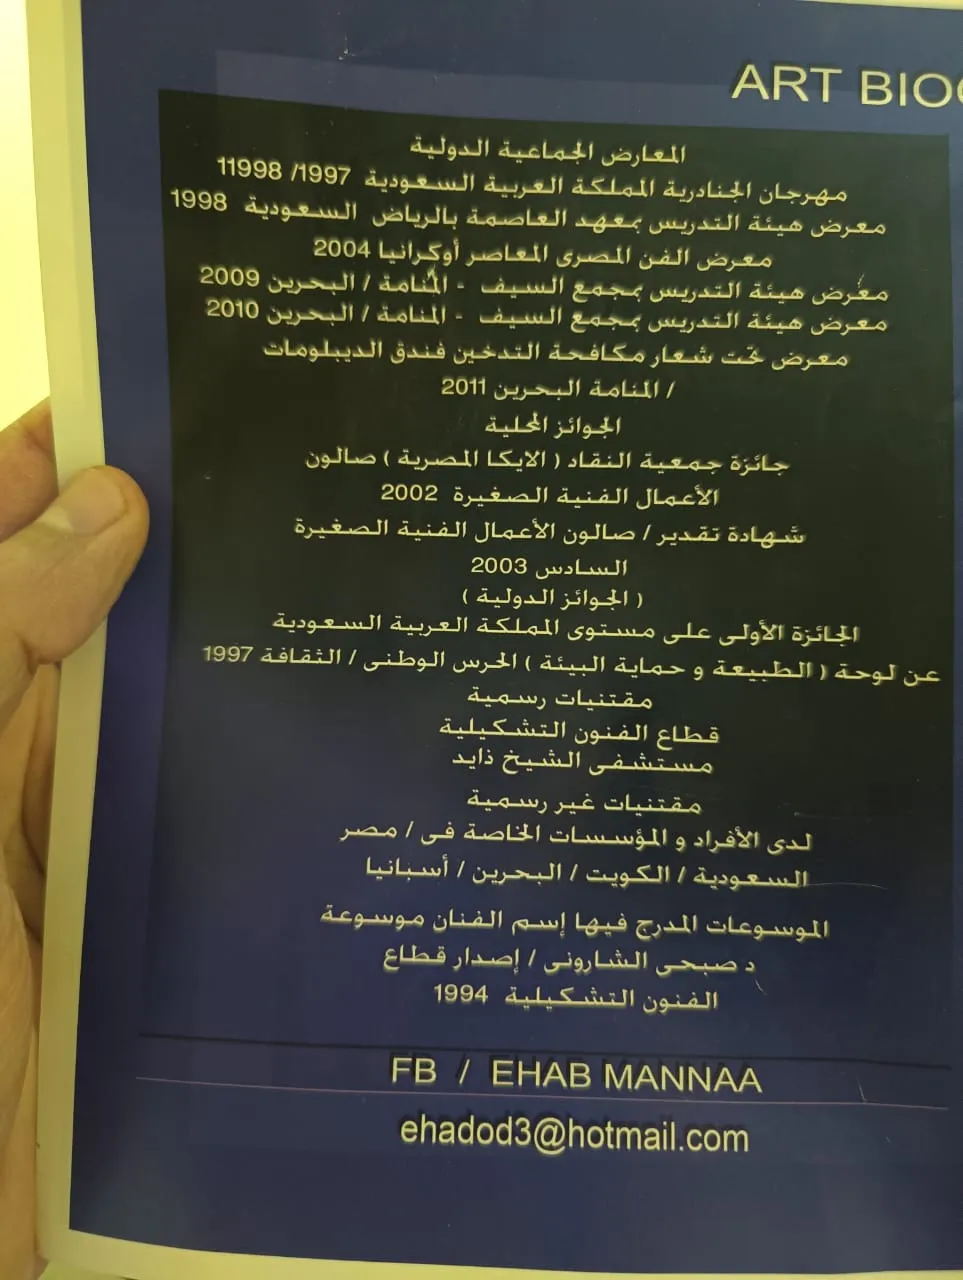 ART BIO
المعارض الجماعية الدولية
مهرجان الجنادرية المملكة العربية السعودية 1997/ 11998
معرض هيئة التدريس بمعهد العاصمة بالرياض السعودية 1998
معرض الفن المصرى المعاصر أوكرانيا 2004
معرض هيئة التدريس بمجمع السيف - المنامة / البحرين 2009
معرض هيئة التدريس بمجمع السيف - المنامة / البحرين 2010
معرض تحت شعار مكافحة التدخين فندق الديبلومات
/ المنامة البحرين 2011
الجوائز المحلية
جائزة جمعية النقاد ( الايكا المصرية ) صالون
الأعمال الفنية الصغيرة 2002
شهادة تقدير / صالون الأعمال الفنية الصغيرة
السادس 2003
( الجوائز الدولية )
الجائزة الأولى على مستوى المملكة العربية السعودية
عن لوحة ( الطبيعة و حماية البيئة ) الحرس الوطنى / الثقافة 1997
مقتنيات رسمية
قطاع الفنون التشكيلية
مستشفى الشيخ ذايد
مقتنيات غير رسمية
لدى الأفراد و المؤسسات الخاصة فى / مصر
السعودية / الكويت / البحرين / أسبانيا
الموسوعات المدرج فيها إسم الفنان موسوعة
د صبحى الشارونى / إصدار قطاع
الفنون التشكيلية 1994
FB / EHAB MANNAA
ehadod3@hotmail.com